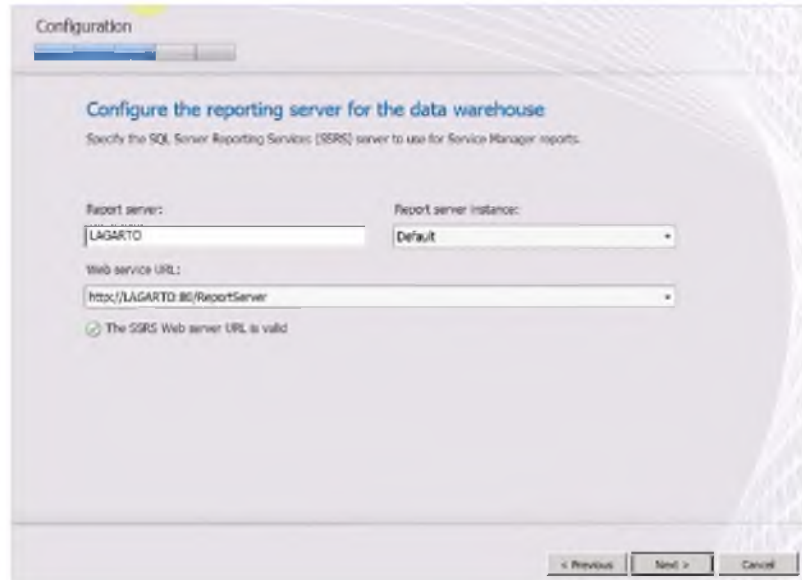 Configuration
Configure the reporting server for the data warehouse
Specify the SQL Server Reporting Services (SSRS) server to use for Service Manager reports.
Report server:
Report server instance:
LAGARTO
Default
Web service URL:
http://LAGARTO:80/ReportServer
The SSRS Web server URL is valid
< Previous
Next >
Cancel